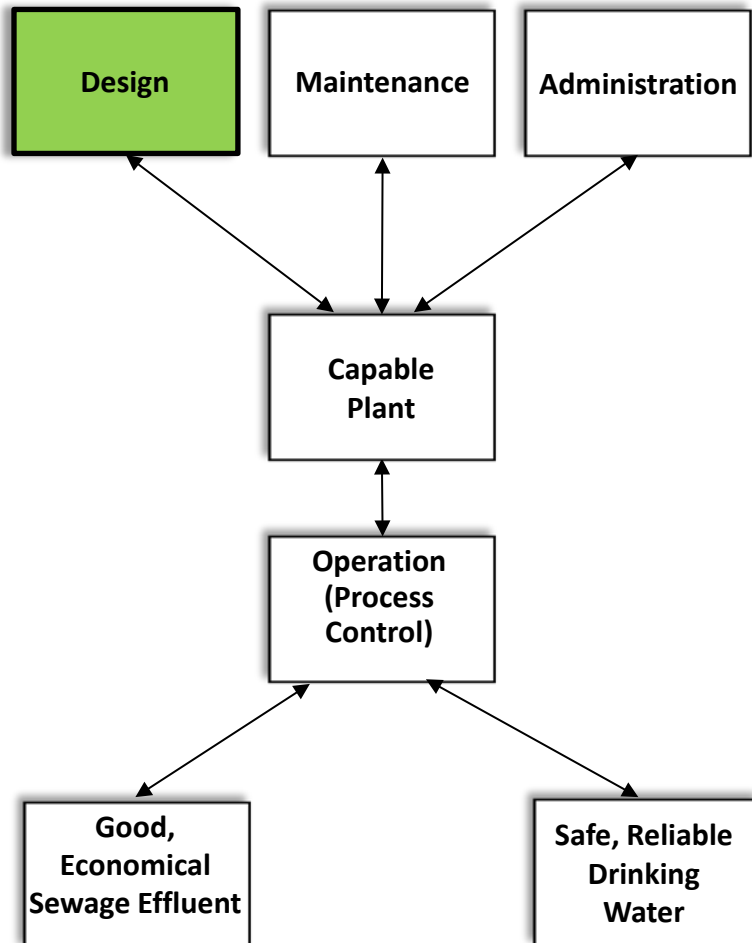 Design
Maintenance
Administration
Capable
Plant
Operation
(Process
Control)
Good,
Economical
Sewage Effluent
Safe, Reliable
Drinking
Water